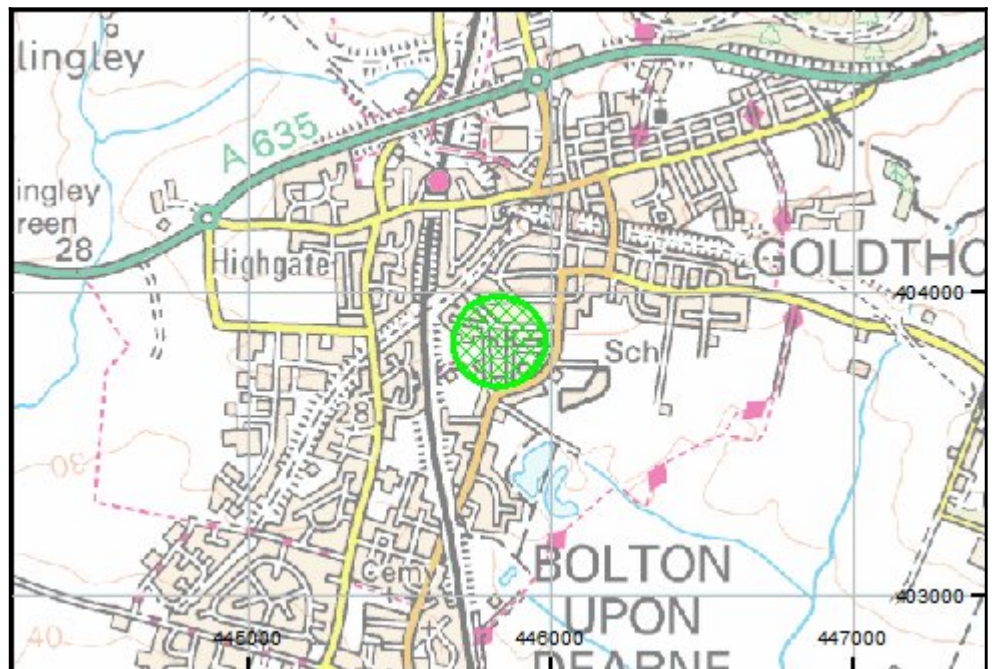 lingley
A 635
ingley
reen
28
Highgate
GOLDTHO
404000
Sch
28
30
BOLTON
UPON
DEARNE
Cemy
403000
40
445000
446000
447000